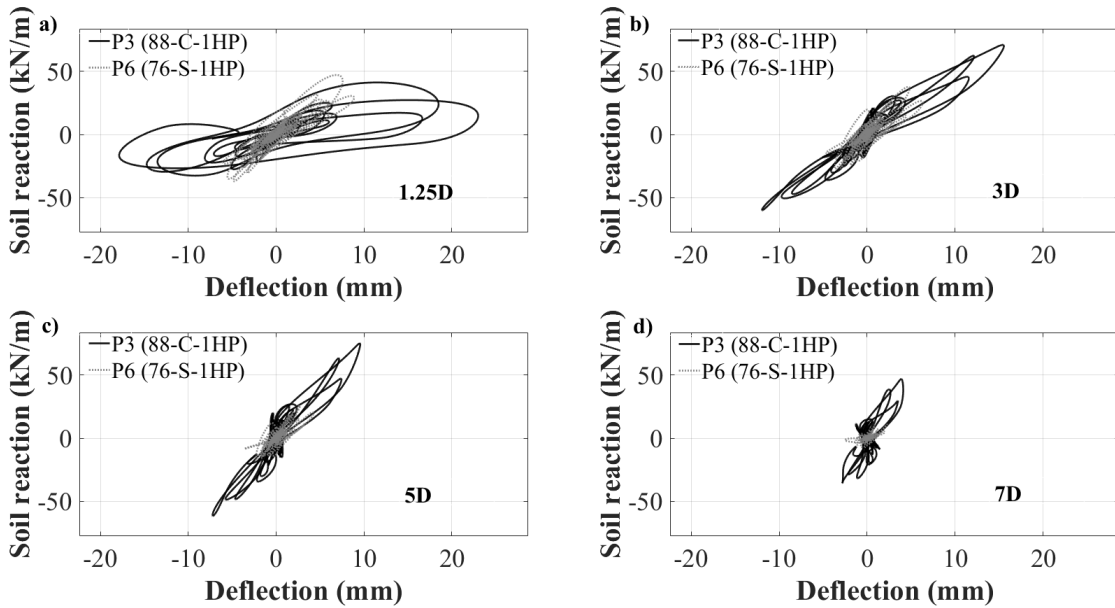 a)
P3 (88-C-1HP)
P6 (76-S-1HP)
50
0
-50
-20
-10
0
10
20
Soil reaction (kN/m)
Deflection (mm)
1.25D
b)
P3 (88-C-1HP)
P6 (76-S-1HP)
50
0
-50
-20
-10
0
10
20
Soil reaction (kN/m)
Deflection (mm)
3D
c)
P3 (88-C-1HP)
P6 (76-S-1HP)
50
0
-50
-20
-10
0
10
20
Soil reaction (kN/m)
Deflection (mm)
5D
d)
P3 (88-C-1HP)
P6 (76-S-1HP)
50
0
-50
-20
-10
0
10
20
Soil reaction (kN/m)
Deflection (mm)
7D